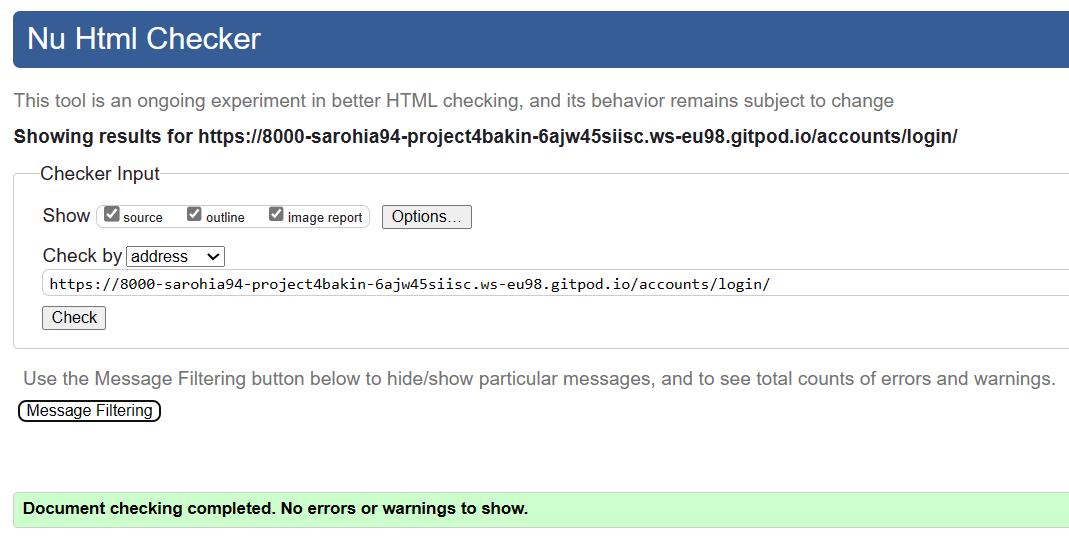 Nu Html Checker
This tool is an ongoing experiment in better HTML checking, and its behavior remains subject to change
Showing results for https://8000-sarohia94-project4bakin-6ajw45siisc.ws-eu98.gitpod.io/accounts/login/
Checker Input
Show source outline image report Options...
Check by address
https://8000-sarohia94-project4bakin-6ajw45siisc.ws-eu98.gitpod.io/accounts/login/
Check
Use the Message Filtering button below to hide/show particular messages, and to see total counts of errors and warnings.
Message Filtering
Document checking completed. No errors or warnings to show.